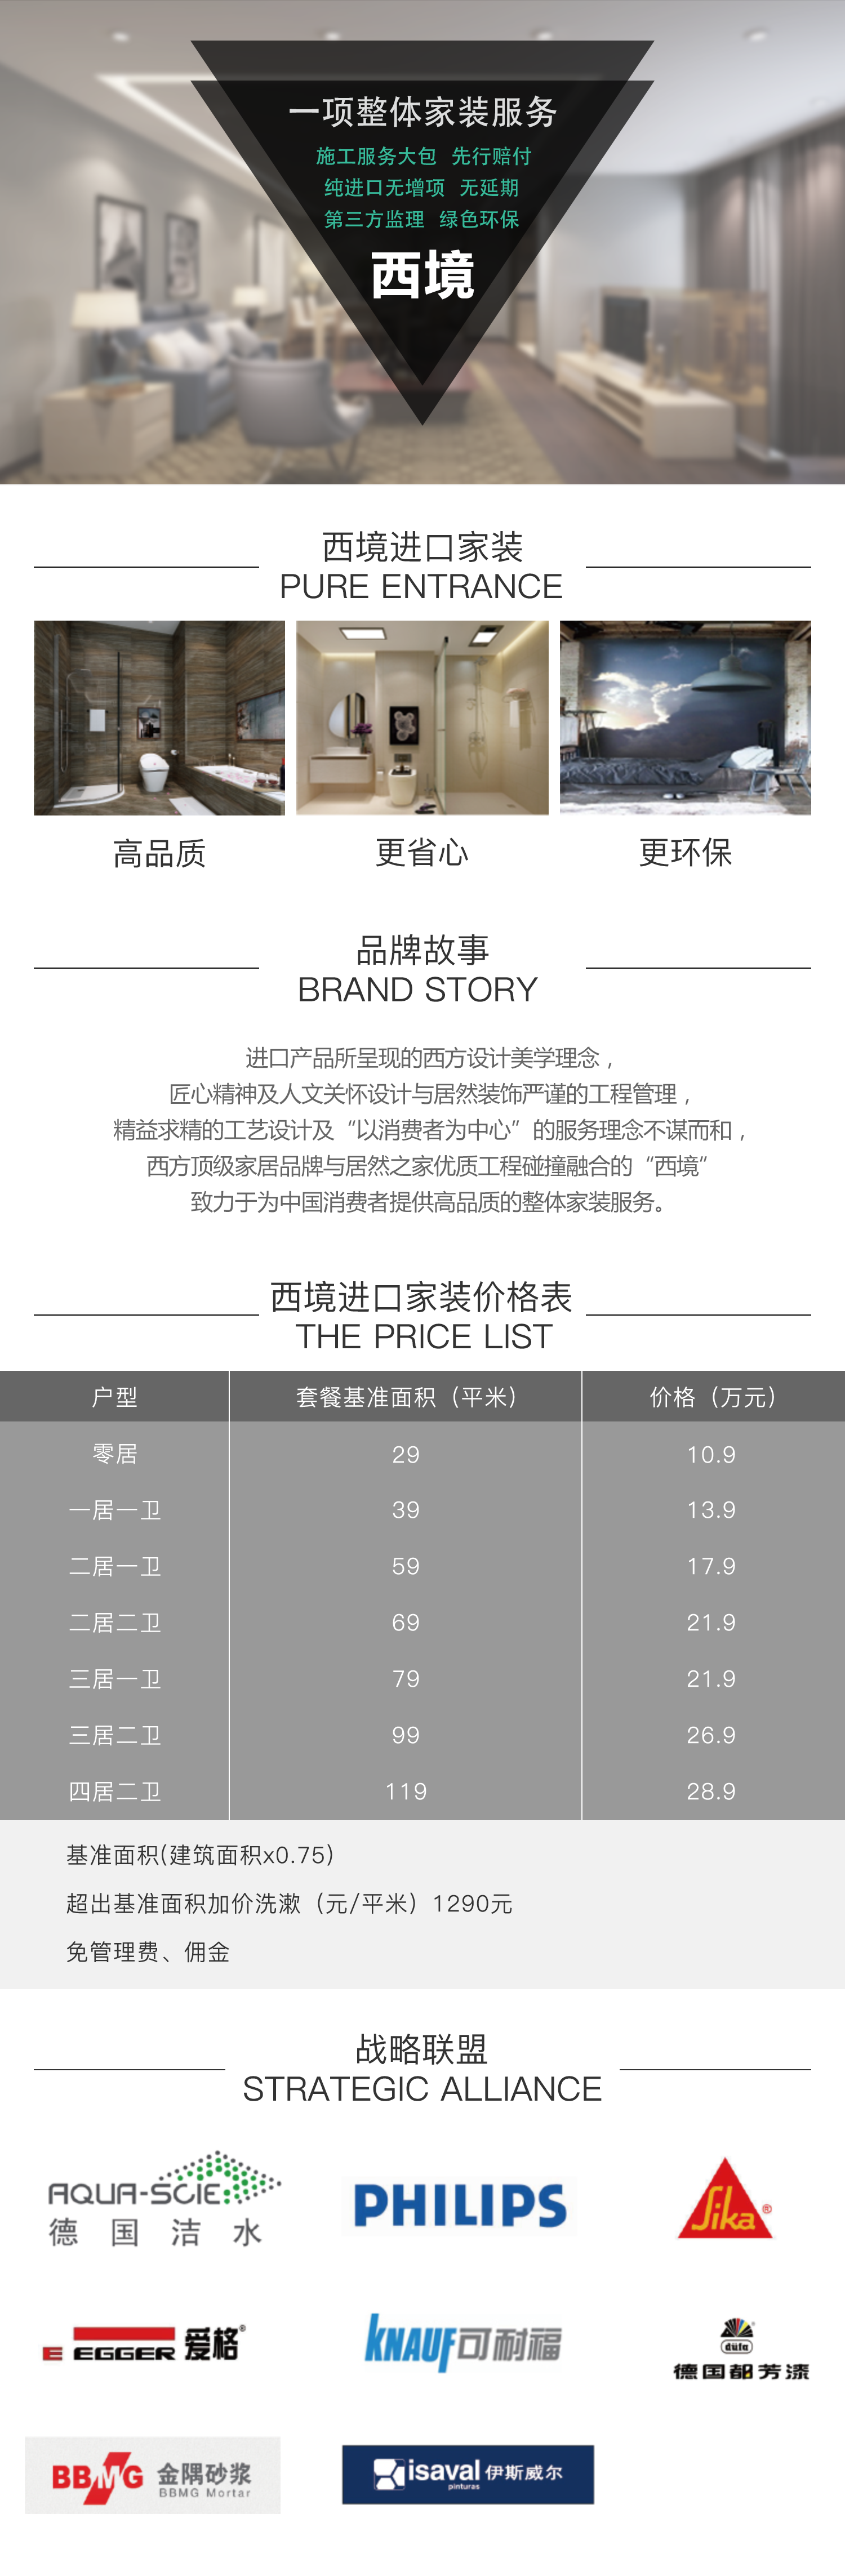 一项整体家装服务
施工服务大包 先行赔付
纯进口无增项 无延期
第三方监理 绿色环保
西境
西境进口家装
PURE ENTRANCE
高品质 更省心 更环保
品牌故事
BRAND STORY
进口产品所呈现的西方设计美学理念，
匠心精神及人文关怀设计与居然装饰严谨的工程管理，
精益求精的工艺设计及“以消费者为中心”的服务理念不谋而和，
西方顶级家居品牌与居然之家优质工程碰撞融合的“西境”
致力于为中国消费者提供高品质的整体家装服务。
西境进口家装价格表
THE PRICE LIST
户型 套餐基准面积（平米） 价格（万元）
零居 29 10.9
一居一卫 39 13.9
二居一卫 59 17.9
二居二卫 69 21.9
三居一卫 79 21.9
三居二卫 99 26.9
四居二卫 119 28.9
基准面积(建筑面积x0.75)
超出基准面积加价洗漱（元/平米）1290元
免管理费、佣金
战略联盟
STRATEGIC ALLIANCE
AQUA-SCIE
德国洁水
PHILIPS
Sika®
E EGGER 爱格®
KNAUF可耐福
düfa
德国都芳漆
BBMG 金隅砂浆
BBMG Mortar
isaval 伊斯威尔
pinturas